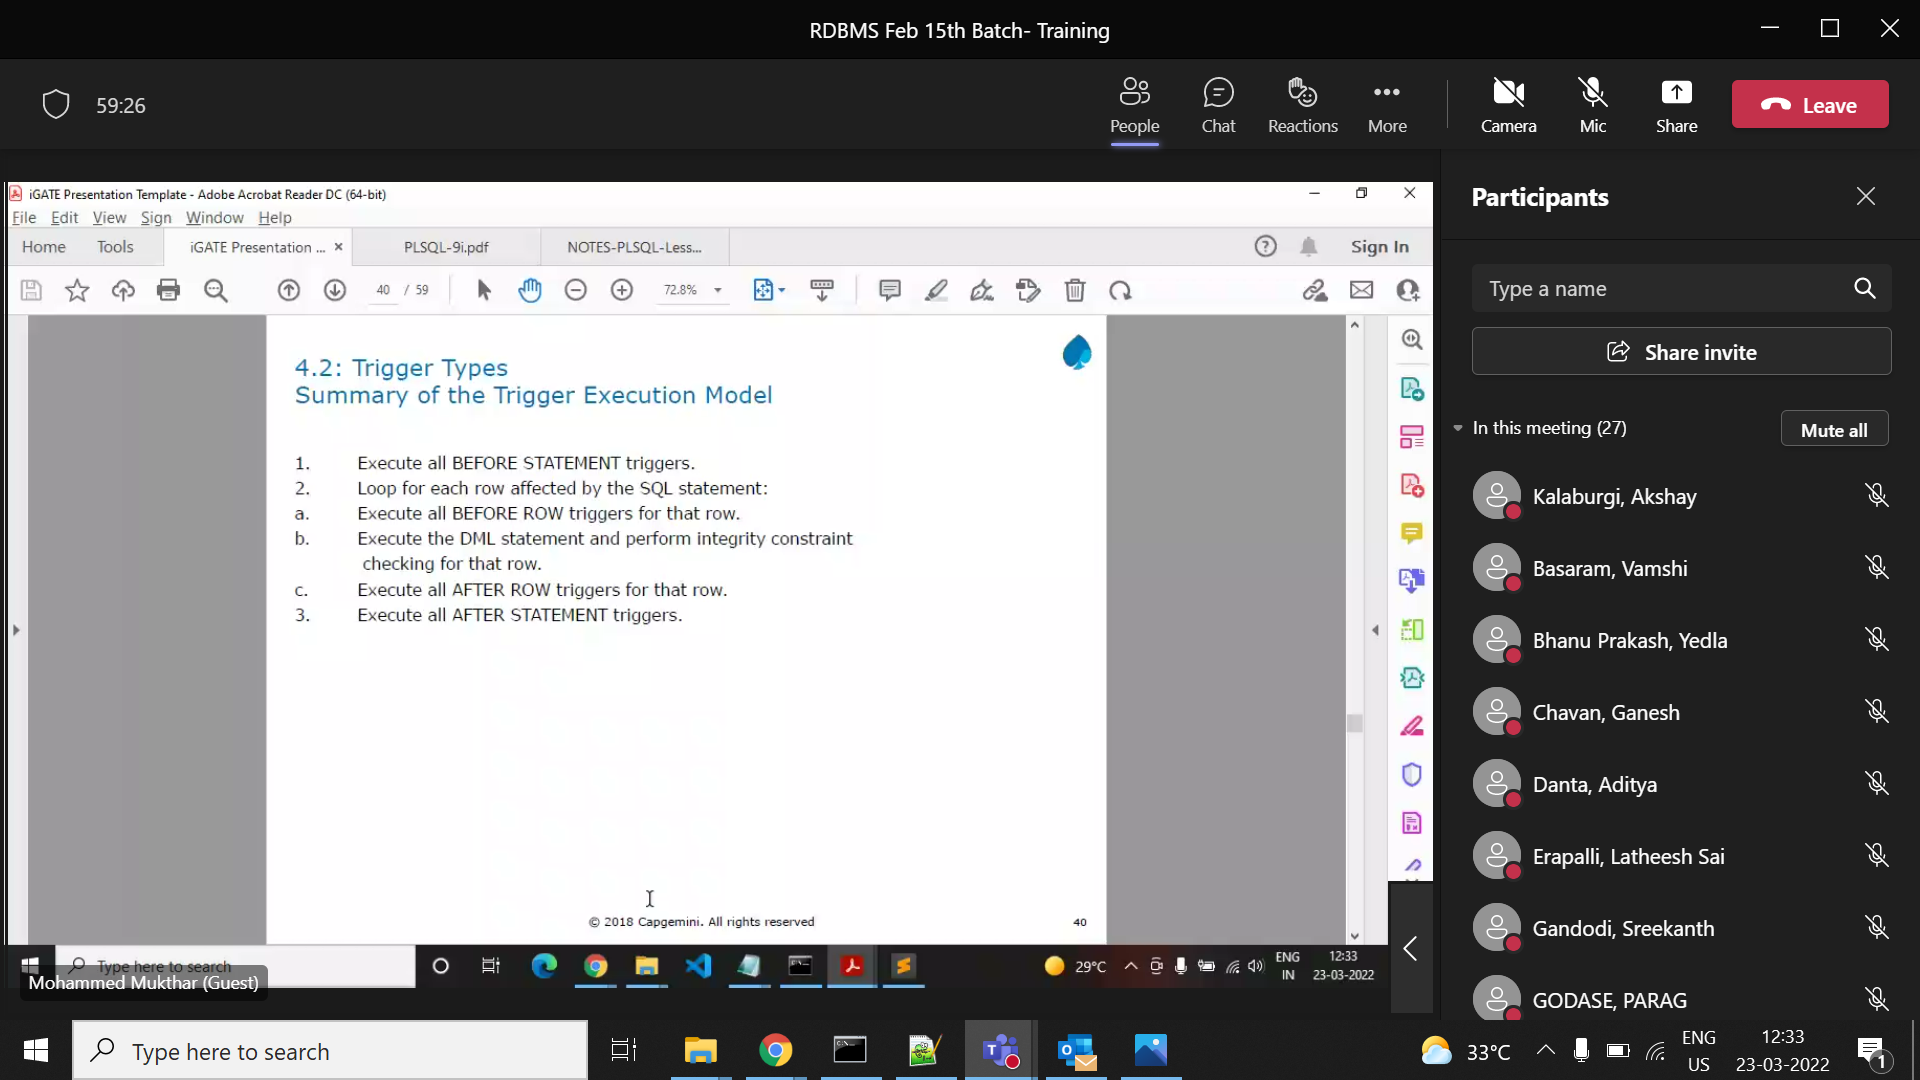 RDBMS Feb 15th Batch- Training
59:26
People
Chat
Reactions
More
Camera
Mic
Share
Leave
iGATE Presentation Template - Adobe Acrobat Reader DC (64-bit)
File Edit View Sign Window Help
Home Tools iGATE Presentation ... × PLSQL-9i.pdf NOTES-PLSQL-Less... Sign In
40 / 59 72.8%
4.2: Trigger Types
Summary of the Trigger Execution Model
1. Execute all BEFORE STATEMENT triggers.
2. Loop for each row affected by the SQL statement:
a. Execute all BEFORE ROW triggers for that row.
b. Execute the DML statement and perform integrity constraint
checking for that row.
c. Execute all AFTER ROW triggers for that row.
3. Execute all AFTER STATEMENT triggers.
© 2018 Capgemini. All rights reserved 40
Type here to search
29°C
ENG
IN
12:33
23-03-2022
Mohammed Mukthar (Guest)
Participants
Type a name
Share invite
In this meeting (27)
Mute all
Kalaburgi, Akshay
Basaram, Vamshi
Bhanu Prakash, Yedla
Chavan, Ganesh
Danta, Aditya
Erapalli, Latheesh Sai
Gandodi, Sreekanth
GODASE, PARAG
Type here to search
33°C
ENG
US
12:33
23-03-2022
1